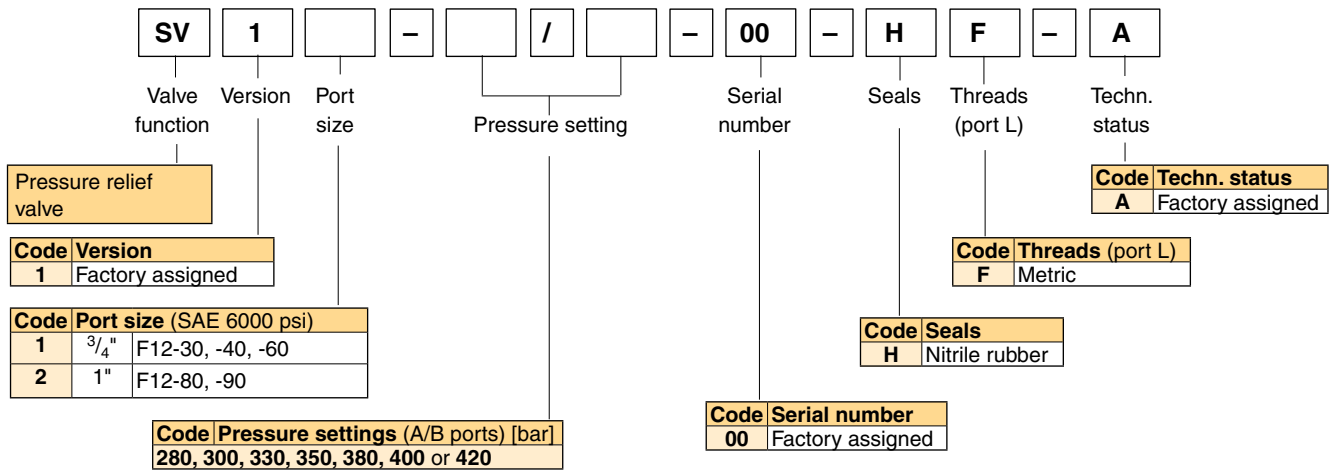 SV 1 – / – 00 – H F – A
Valve function
Version
Port size
Pressure setting
Serial number
Seals
Threads (port L)
Techn. status
Pressure relief
valve
Code Techn. status
A Factory assigned
Code Version
1 Factory assigned
Code Threads (port L)
F Metric
Code Port size (SAE 6000 psi)
1 3/4" F12-30, -40, -60
2 1" F12-80, -90
Code Seals
H Nitrile rubber
Code Serial number
00 Factory assigned
Code Pressure settings (A/B ports) [bar]
280, 300, 330, 350, 380, 400 or 420